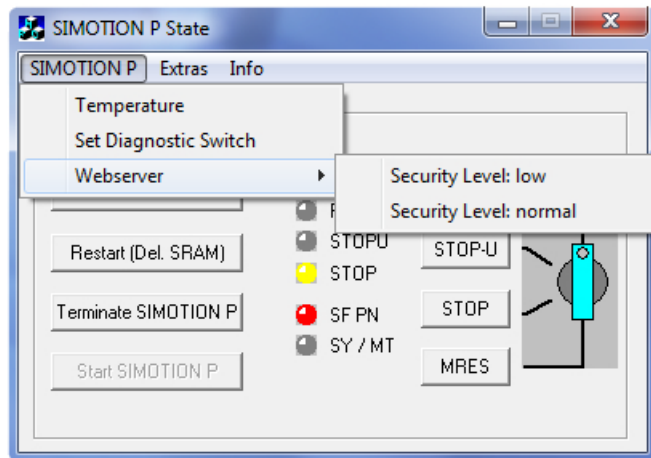 SIMOTION P State
SIMOTION P Extras Info
Temperature
Set Diagnostic Switch
Webserver
Security Level: low
Security Level: normal
Restart (Del. SRAM)
STOPU
STOP-U
STOP
Terminate SIMOTION P
SF PN
STOP
SY / MT
Start SIMOTION P
MRES